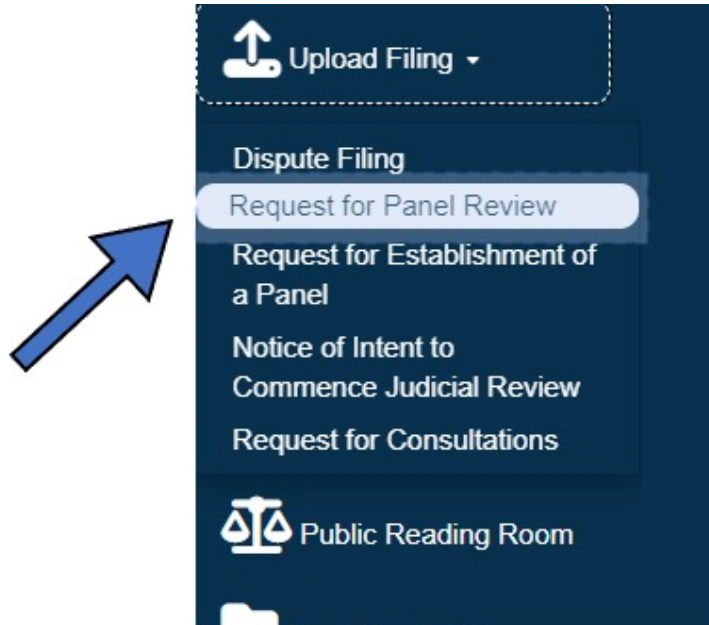 Upload Filing
Dispute Filing
Request for Panel Review
Request for Establishment of
a Panel
Notice of Intent to
Commence Judicial Review
Request for Consultations
Public Reading Room